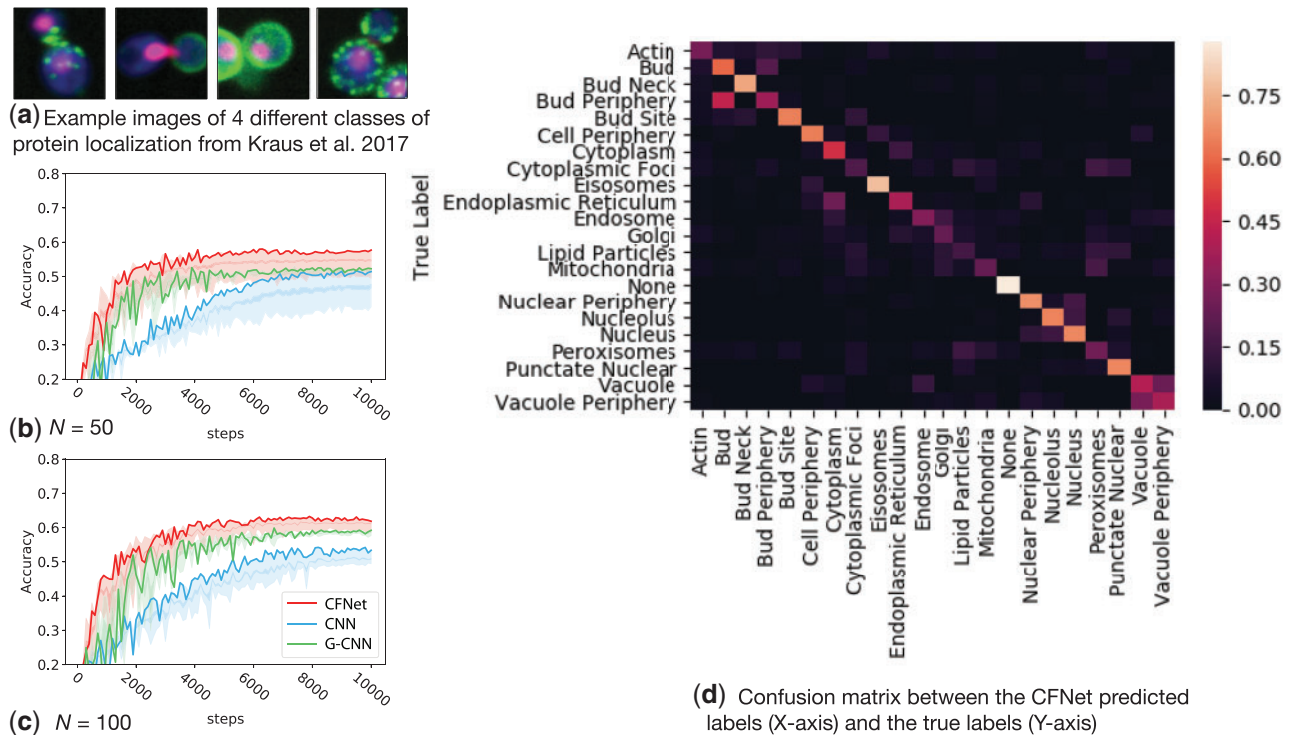 (a) Example images of 4 different classes of
protein localization from Kraus et al. 2017
0.8
0.7
0.6
0.5
0.4
0.3
0.2
Accuracy
0
2000
4000
6000
8000
10000
steps
(b) N = 50
0.8
0.7
0.6
0.5
0.4
0.3
0.2
Accuracy
CFNet
CNN
G-CNN
0
2000
4000
6000
8000
10000
steps
(c) N = 100
True Label
Actin
Bud
Bud Neck
Bud Periphery
Bud Site
Cell Periphery
Cytoplasm
Cytoplasmic Foci
Eisosomes
Endoplasmic Reticulum
Endosome
Golgi
Lipid Particles
Mitochondria
None
Nuclear Periphery
Nucleolus
Nucleus
Peroxisomes
Punctate Nuclear
Vacuole
Vacuole Periphery
Actin
Bud
Bud Neck
Bud Periphery
Bud Site
Cell Periphery
Cytoplasm
Cytoplasmic Foci
Eisosomes
Endoplasmic Reticulum
Endosome
Golgi
Lipid Particles
Mitochondria
None
Nuclear Periphery
Nucleolus
Nucleus
Peroxisomes
Punctate Nuclear
Vacuole
Vacuole Periphery
0.75
0.60
0.45
0.30
0.15
0.00
(d) Confusion matrix between the CFNet predicted
labels (X-axis) and the true labels (Y-axis)